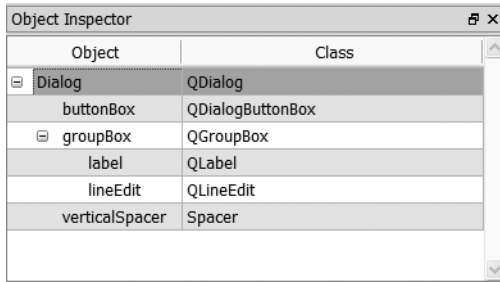 Object Inspector
Object Class
Dialog QDialog
buttonBox QDialogButtonBox
groupBox QGroupBox
label QLabel
lineEdit QLineEdit
verticalSpacer Spacer